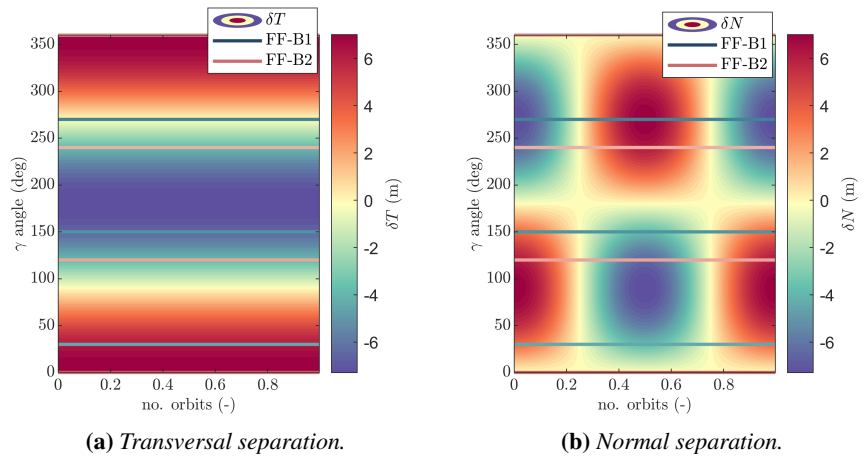 δT
FF-B1
FF-B2
350
300
250
200
150
100
50
0
γ angle (deg)
0 0.2 0.4 0.6 0.8
no. orbits (-)
6
4
2
0
-2
-4
-6
δT (m)
(a) Transversal separation.
δN
FF-B1
FF-B2
350
300
250
200
150
100
50
0
γ angle (deg)
0 0.2 0.4 0.6 0.8
no. orbits (-)
6
4
2
0
-2
-4
-6
δN (m)
(b) Normal separation.